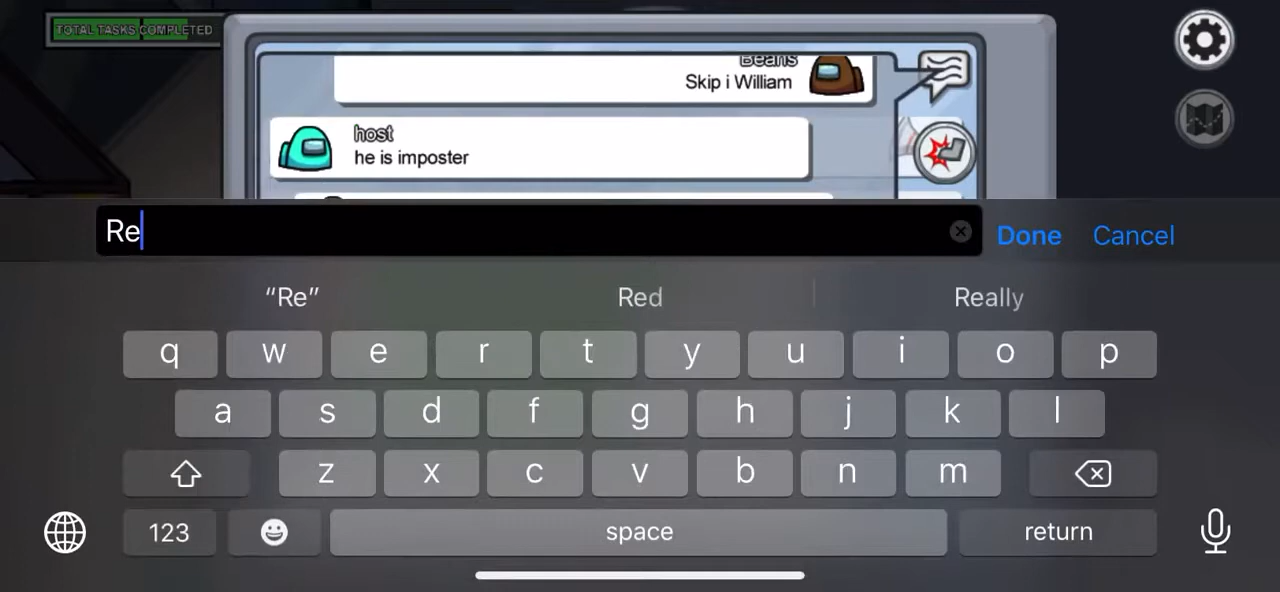 TOTAL TASKS COMPLETED
Beans
Skip i William
host
he is imposter
Re
Done
Cancel
“Re”
Red
Really
q w e r t y u i o p
a s d f g h j k l
z x c v b n m
123
space
return